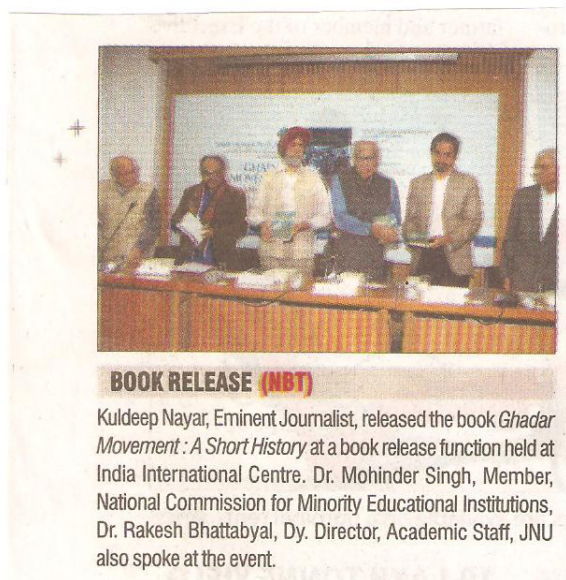 GHADAR
MOVEMENT
BOOK RELEASE (NBT)
Kuldeep Nayar, Eminent Journalist, released the book Ghadar
Movement : A Short History at a book release function held at
India International Centre. Dr. Mohinder Singh, Member,
National Commission for Minority Educational Institutions,
Dr. Rakesh Bhattabyal, Dy. Director, Academic Staff, JNU
also spoke at the event.